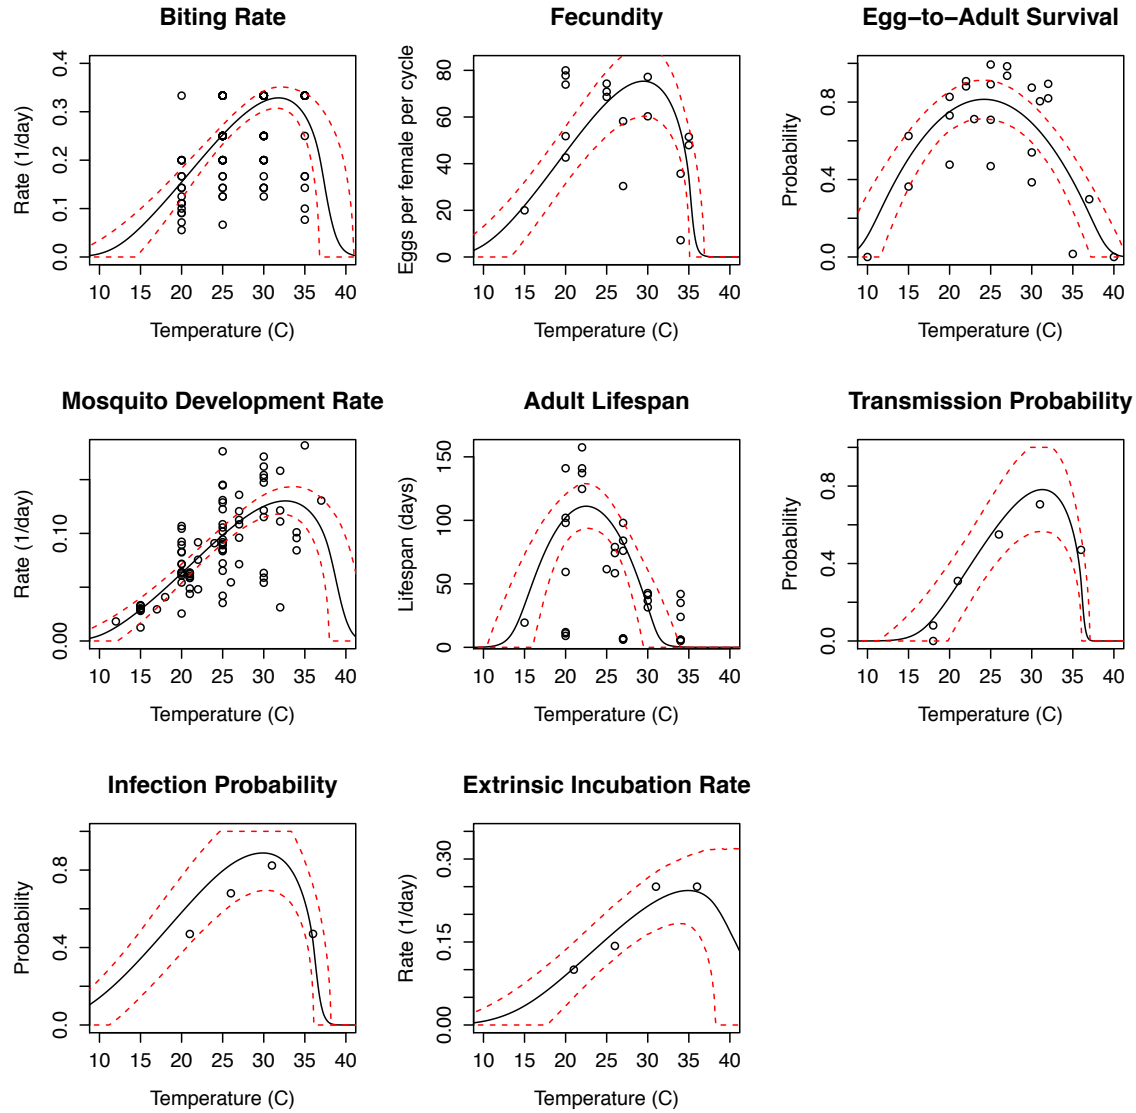 Biting Rate
Rate (1/day)
0.0 0.1 0.2 0.3 0.4
10 15 20 25 30 35 40
Temperature (C)
Fecundity
Eggs per female per cycle
0 20 40 60 80
10 15 20 25 30 35 40
Temperature (C)
Egg−to−Adult Survival
Probability
0.0 0.4 0.8
10 15 20 25 30 35 40
Temperature (C)
Mosquito Development Rate
Rate (1/day)
0.00 0.10
10 15 20 25 30 35 40
Temperature (C)
Adult Lifespan
Lifespan (days)
0 50 100 150
10 15 20 25 30 35 40
Temperature (C)
Transmission Probability
Probability
0.0 0.4 0.8
10 15 20 25 30 35 40
Temperature (C)
Infection Probability
Probability
0.0 0.4 0.8
10 15 20 25 30 35 40
Temperature (C)
Extrinsic Incubation Rate
Rate (1/day)
0.00 0.15 0.30
10 15 20 25 30 35 40
Temperature (C)